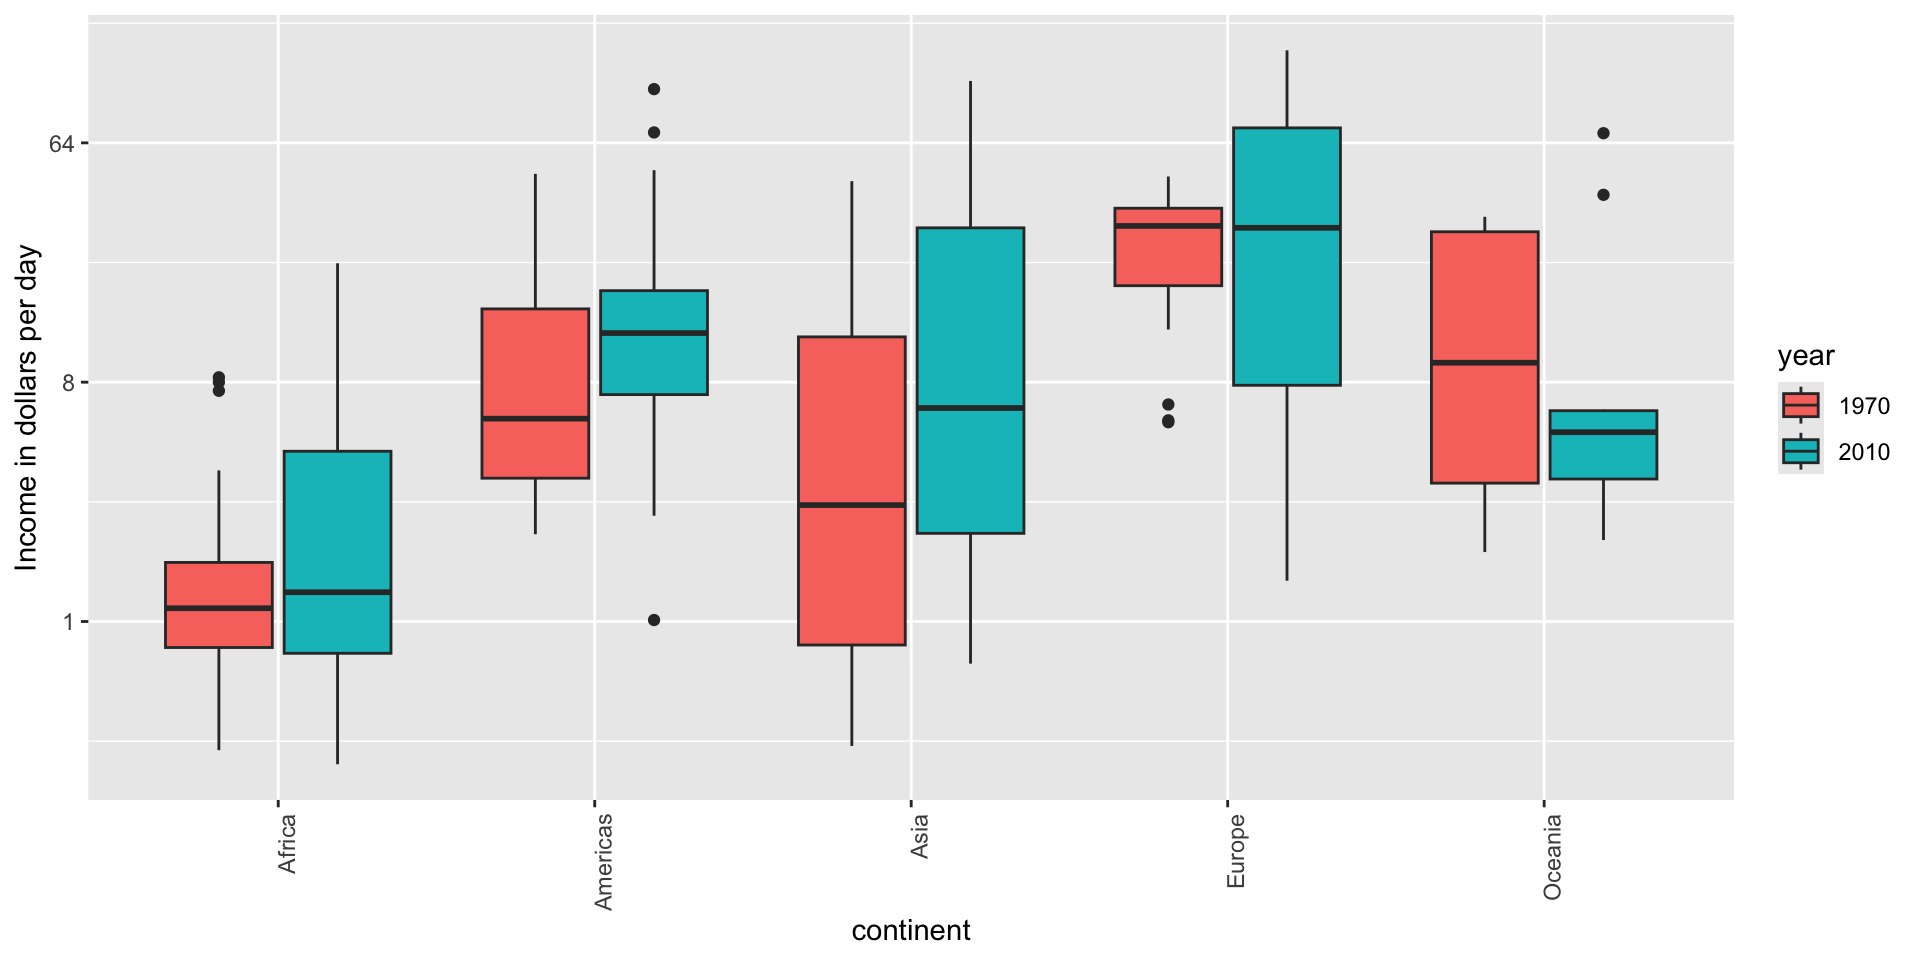 Income in dollars per day
64
8
1
Africa
Americas
Asia
Europe
Oceania
continent
year
1970
2010